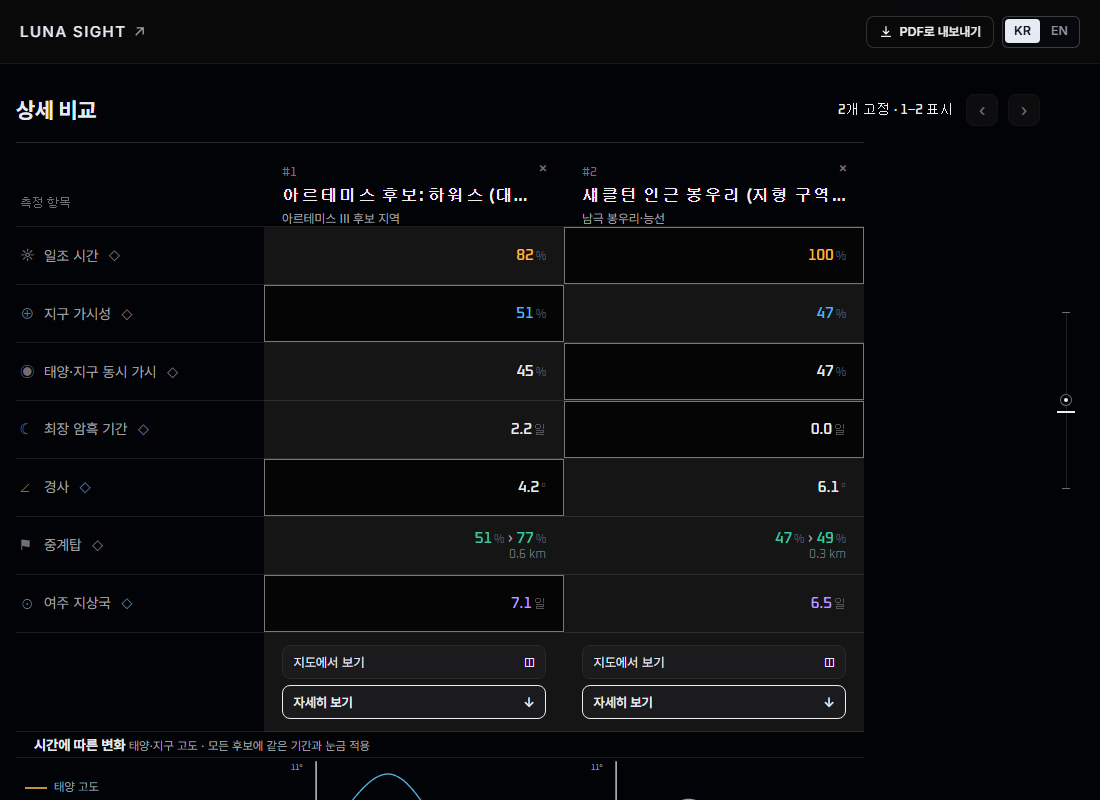 LUNA SIGHT ↗
PDF로 내보내기
KR EN
상세 비교
2개 고정 · 1–2 표시
측정 항목
#1 ×
아르테미스 후보: 하워스 (대...
아르테미스 III 후보 지역
#2 ×
섀클턴 인근 봉우리 (지형 구역...
남극 봉우리·능선
일조 시간 82% 100%
지구 가시성 51% 47%
태양·지구 동시 가시 45% 47%
최장 암흑 기간 2.2일 0.0일
경사 4.2° 6.1°
중계탑 51% › 77% 47% › 49%
0.6 km 0.3 km
여주 지상국 7.1일 6.5일
지도에서 보기 지도에서 보기
자세히 보기 ↓ 자세히 보기 ↓
시간에 따른 변화 태양·지구 고도 · 모든 후보에 같은 기간과 눈금 적용
11° 11°
태양 고도